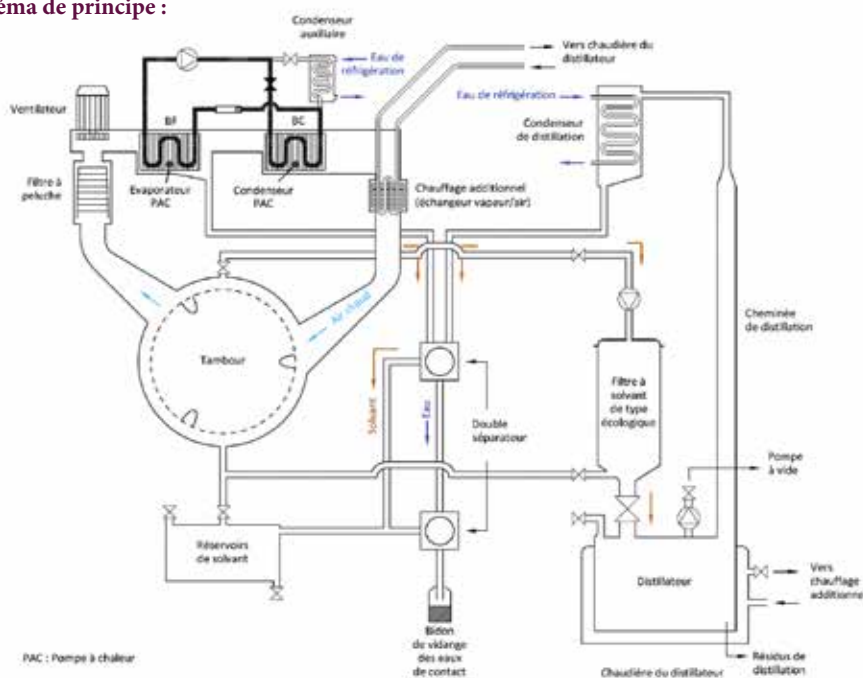 éma de principe :
Condenseur
auxiliaire
Eau de
réfrigération
Vers chaudière du
distillateur
Ventilateur
BF
BC
Eau de réfrigération
Condenseur
de distillation
Filtre à
peluche
Evaporateur
PAC
Condenseur
PAC
Chauffage additionnel
(échangeur vapeur/air)
Air chaud
Tambour
Cheminée
de distillation
Filtre à
solvant
de type
écologique
Solvant
Eau
Double
séparateur
Pompe
à vide
Réservoirs
de solvant
Distillateur
Vers
chauffage
additionne
Bidon
de vidange
des eaux
de contact
Résidus de
distillation
PAC : Pompe à chaleur
Chaudière du distillateur